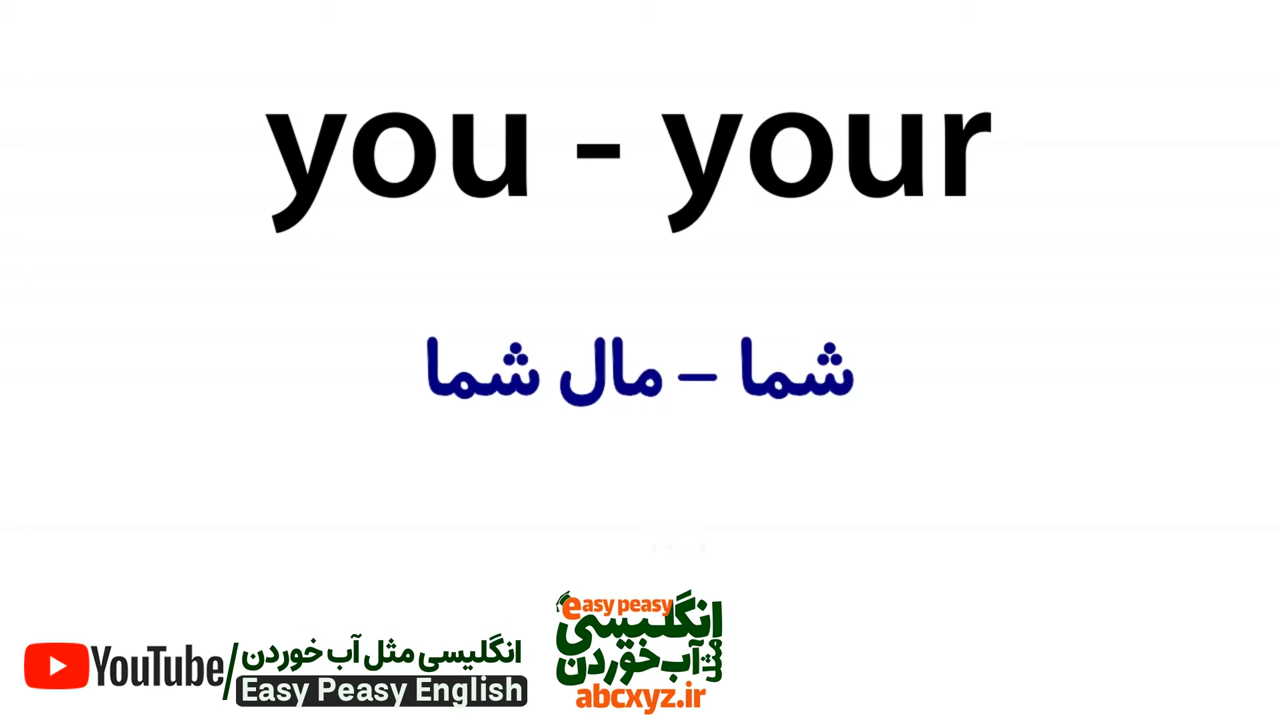 you - your
شما – مال شما
easy peasy
انگلیسی
مثل
آب خوردن
abcxyz.ir
YouTube/انگلیسی مثل آب خوردن
Easy Peasy English